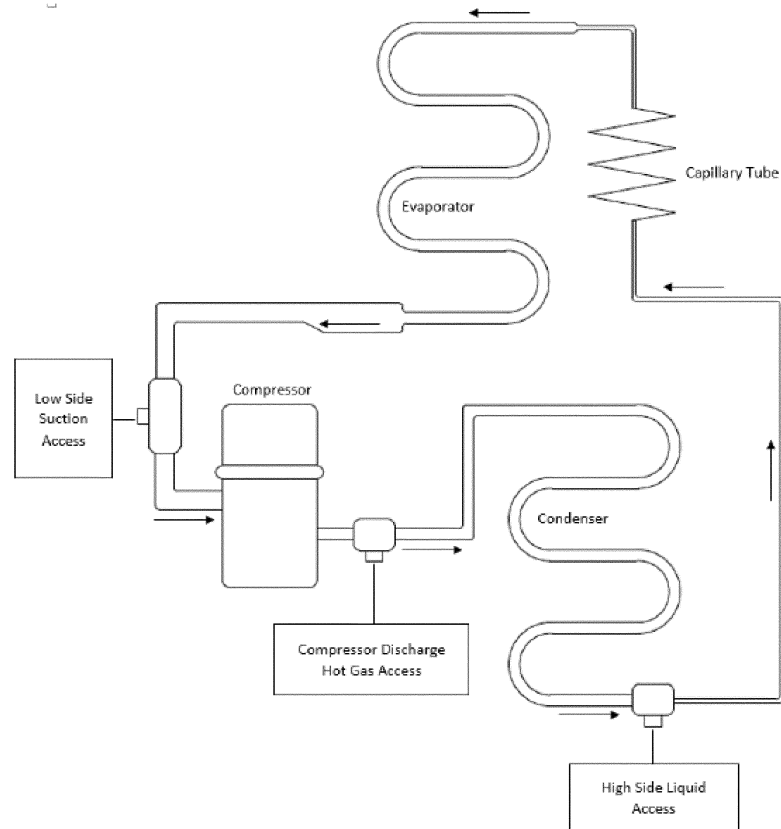 Capillary Tube
Evaporator
Low Side
Suction
Access
Compressor
Condenser
Compressor Discharge
Hot Gas Access
High Side Liquid
Access